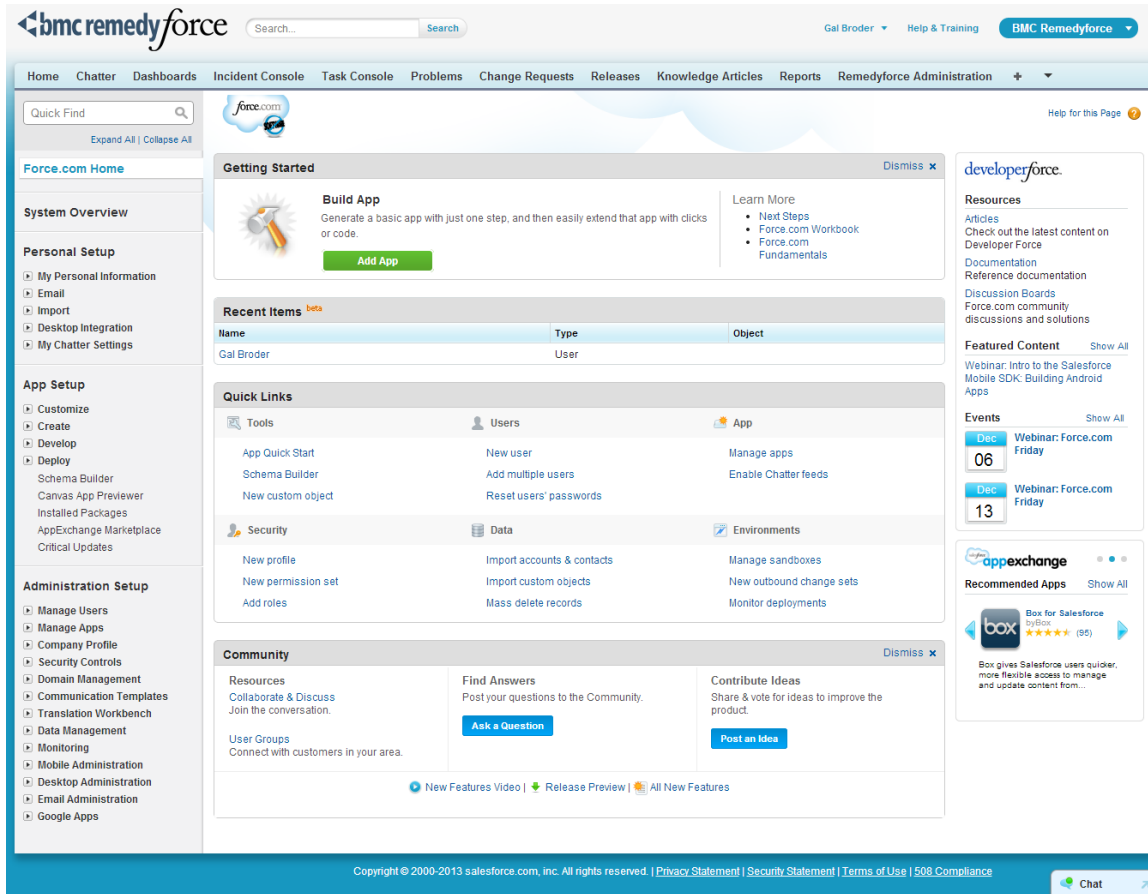 bmc remedyforce
Search...
Search
Gal Broder
Help & Training
BMC Remedyforce
Home Chatter Dashboards Incident Console Task Console Problems Change Requests Releases Knowledge Articles Reports Remedyforce Administration +
Quick Find
Expand All | Collapse All
Force.com Home
System Overview
Personal Setup
My Personal Information
Email
Import
Desktop Integration
My Chatter Settings
App Setup
Customize
Create
Develop
Deploy
Schema Builder
Canvas App Previewer
Installed Packages
AppExchange Marketplace
Critical Updates
Administration Setup
Manage Users
Manage Apps
Company Profile
Security Controls
Domain Management
Communication Templates
Translation Workbench
Data Management
Monitoring
Mobile Administration
Desktop Administration
Email Administration
Google Apps
force.com
Help for this Page
Getting Started
Dismiss x
Build App
Generate a basic app with just one step, and then easily extend that app with clicks
or code.
Add App
Learn More
• Next Steps
• Force.com Workbook
• Force.com
Fundamentals
Recent Items beta
Name Type Object
Gal Broder User
Quick Links
Tools
App Quick Start
Schema Builder
New custom object
Users
New user
Add multiple users
Reset users' passwords
App
Manage apps
Enable Chatter feeds
Security
New profile
New permission set
Add roles
Data
Import accounts & contacts
Import custom objects
Mass delete records
Environments
Manage sandboxes
New outbound change sets
Monitor deployments
Community
Dismiss x
Resources
Collaborate & Discuss
Join the conversation.
User Groups
Connect with customers in your area.
Find Answers
Post your questions to the Community.
Ask a Question
Contribute Ideas
Share & vote for ideas to improve the
product.
Post an Idea
New Features Video | Release Preview | All New Features
developerforce.
Resources
Articles
Check out the latest content on
Developer Force
Documentation
Reference documentation
Discussion Boards
Force.com community
discussions and solutions
Featured Content Show All
Webinar: Intro to the Salesforce
Mobile SDK: Building Android
Apps
Events Show All
Dec
06
Webinar: Force.com
Friday
Dec
13
Webinar: Force.com
Friday
appexchange
Recommended Apps Show All
box
Box for Salesforce
byBox
(95)
Box gives Salesforce users quicker,
more flexible access to manage
and update content from...
Copyright © 2000-2013 salesforce.com, inc. All rights reserved. | Privacy Statement | Security Statement | Terms of Use | 508 Compliance
Chat